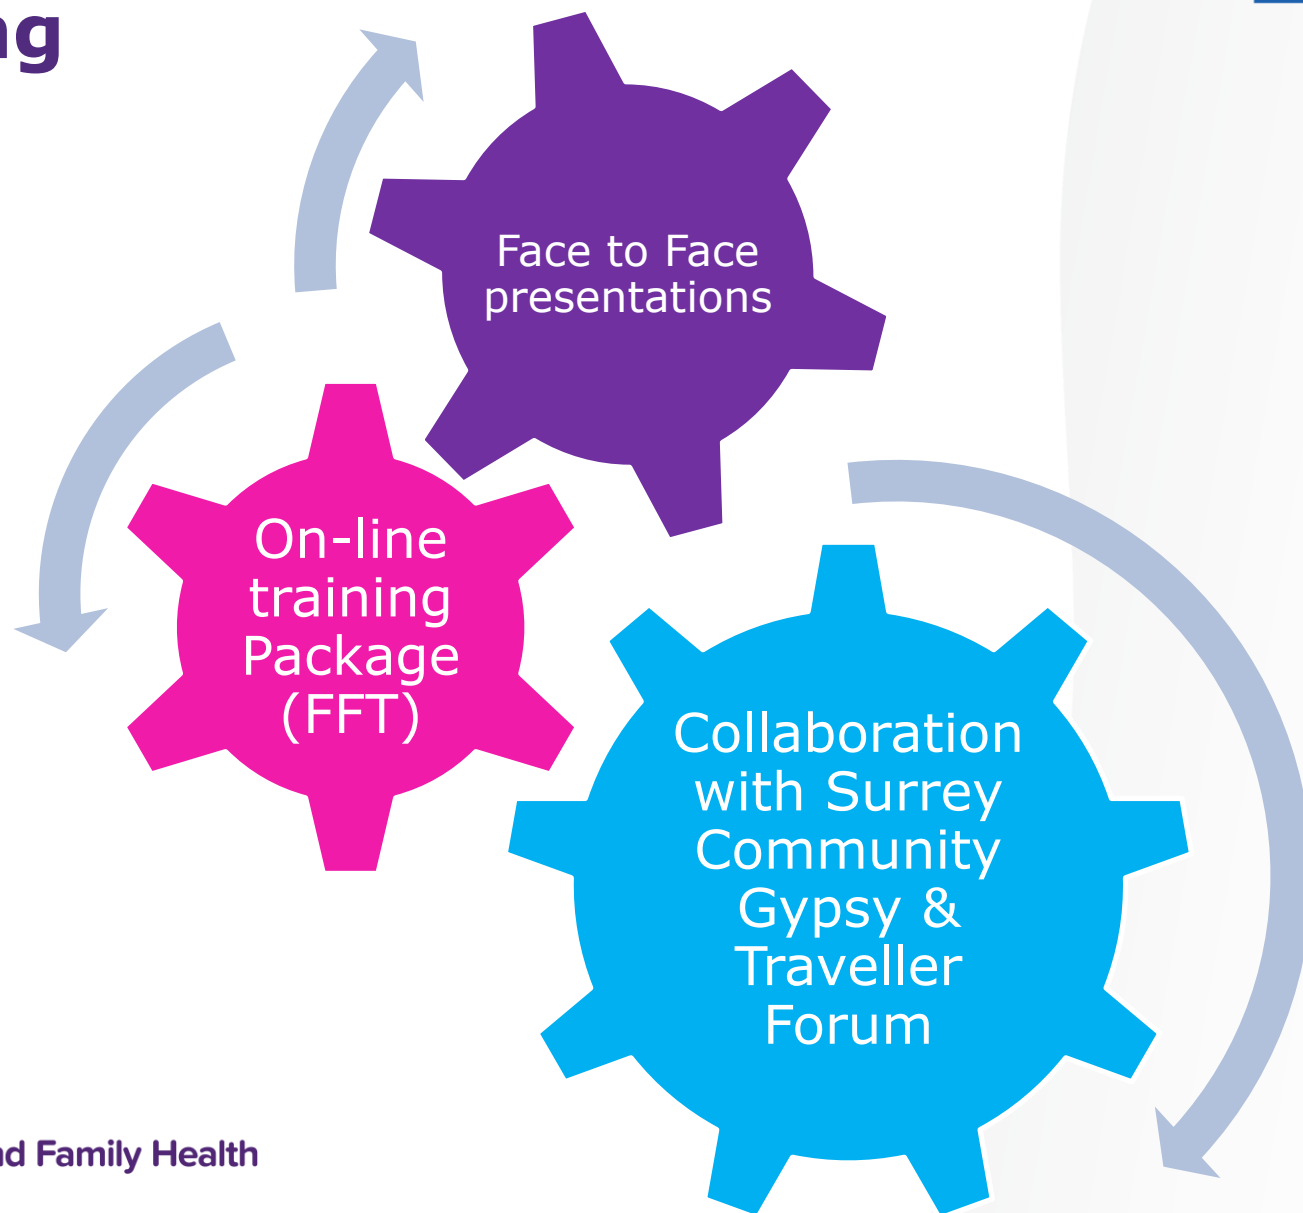 ng
Face to Face
presentations
On-line
training
Package
(FFT)
Collaboration
with Surrey
Community
Gypsy &
Traveller
Forum
nd Family Health